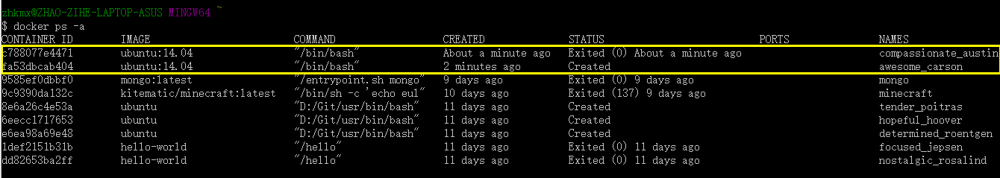 zhkmx@ZHAO-ZIHE-LAPTOP-ASUS MINGW64 ~
$ docker ps -a
CONTAINER ID IMAGE COMMAND CREATED STATUS PORTS NAMES
c788077e4471 ubuntu:14.04 "/bin/bash" About a minute ago Exited (0) About a minute ago compassionate_austin
fa53dbcab404 ubuntu:14.04 "/bin/bash" 2 minutes ago Created awesome_carson
9585ef0dbbf0 mongo:latest "/entrypoint.sh mongo" 9 days ago Exited (0) 9 days ago mongo
9c9390da132c kitematic/minecraft:latest "/bin/sh -c 'echo eul" 10 days ago Exited (137) 9 days ago minecraft
8e6a26c4e53a ubuntu "D:/Git/usr/bin/bash" 11 days ago Created tender_poitras
6eecc1717653 ubuntu "D:/Git/usr/bin/bash" 11 days ago Created hopeful_hoover
e6ea98a69e48 ubuntu "D:/Git/usr/bin/bash" 11 days ago Created determined_roentgen
1def2151b31b hello-world "/hello" 11 days ago Exited (0) 11 days ago focused_jepsen
dd82653ba2ff hello-world "/hello" 11 days ago Exited (0) 11 days ago nostalgic_rosalind